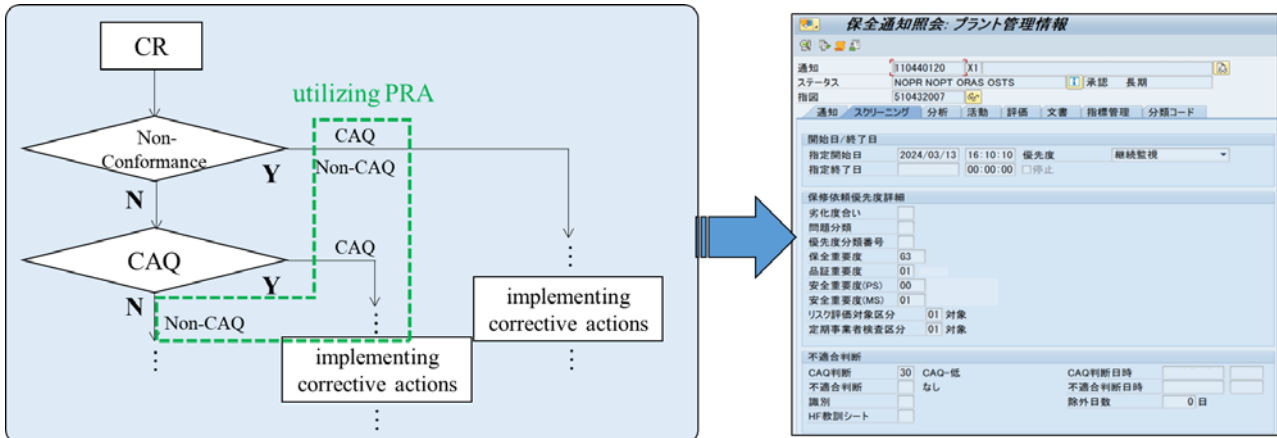 CR
utilizing PRA
Non-
Conformance
Y
N
CAQ
Non-CAQ
CAQ
Y
N
CAQ
Non-CAQ
⋮
⋮
implementing
corrective actions
⋮
⋮
implementing
corrective actions
⋮
保全通知照会: プラント管理情報
通知 110440120 X1
ステータス NOPR NOPT ORAS OSTS 承認 長期
指図 510432007
通知 スクリーニング 分析 活動 評価 文書 指標管理 分類コード
開始日/終了日
指定開始日 2024/03/13 16:10:10 優先度 継続監視
指定終了日 00:00:00 停止
保修依頼優先度詳細
劣化度合い
問題分類
優先度分類番号
保全重要度 G3
品証重要度 01
安全重要度(PS) 00
安全重要度(MS) 01
リスク評価対象区分 01 対象
定期事業者検査区分 01 対象
不適合判断
CAQ判断 30 CAQ-低 CAQ判断日時
不適合判断 なし 不適合判断日時
識別 除外日数 0 日
HF教訓シート